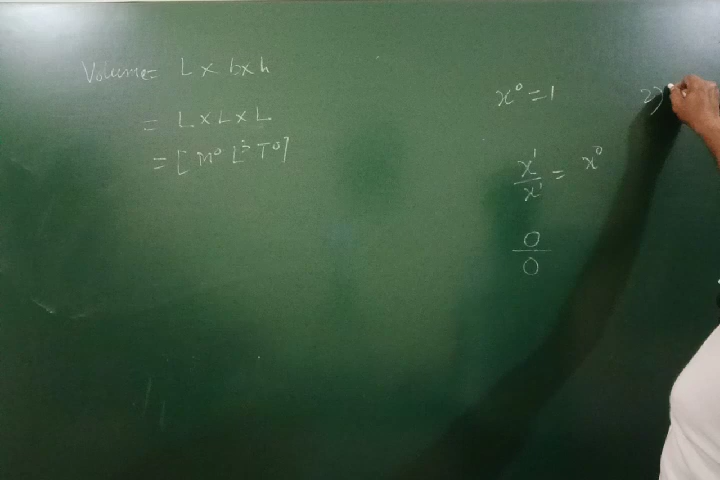 Volume = L × b × h
= L × L × L
= [M⁰ L³ T⁰]
x⁰ = 1
x¹/x¹ = x⁰
0/0